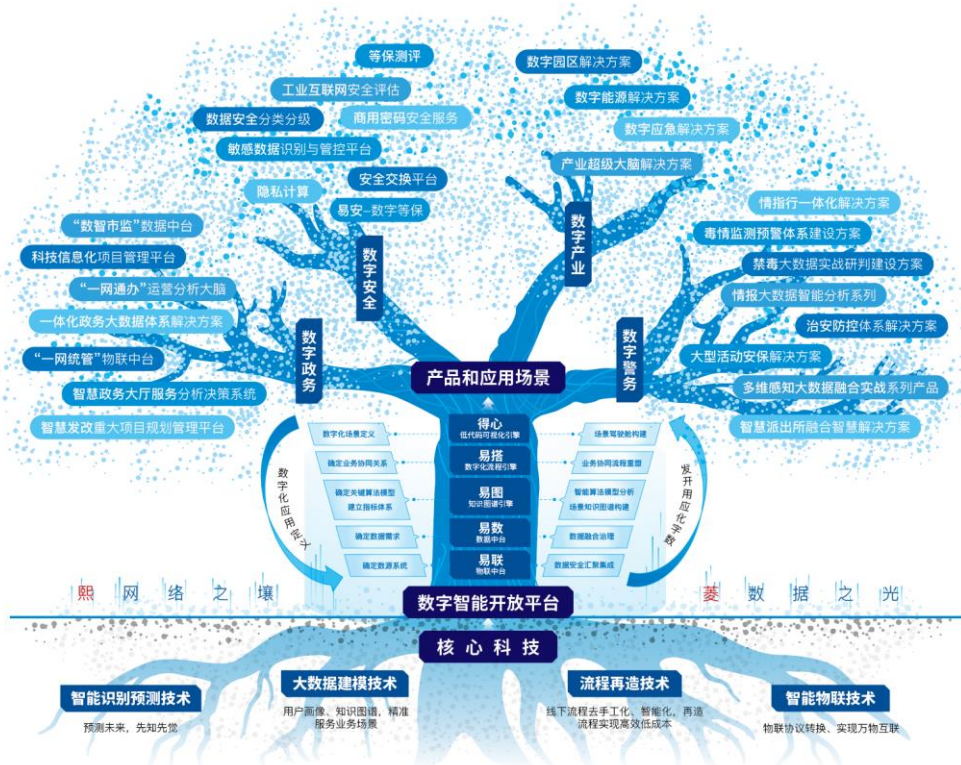 等保测评
工业互联网安全评估
数据安全分类分级
商用密码安全服务
敏感数据识别与管控平台
安全交换平台
隐私计算
易安-数字等保
数字安全
数字园区解决方案
数字能源解决方案
数字应急解决方案
产业超级大脑解决方案
数字产业
“数智市监”数据中台
科技信息化项目管理平台
“一网通办”运营分析大脑
一体化政务大数据体系解决方案
“一网统管”物联中台
智慧政务大厅服务分析决策系统
智慧发改重大项目规划管理平台
数字政务
情指行一体化解决方案
毒情监测预警体系建设方案
禁毒大数据实战研判建设方案
情报大数据智能分析系列
治安防控体系解决方案
大型活动安保解决方案
多维感知大数据融合实战系列产品
智慧派出所融合智慧解决方案
数字警务
产品和应用场景
数字化应用定义
数字化场景定义
得心
低代码可视化引擎
场景驾驶舱构建
确定业务协同关系
易搭
数字化流程引擎
业务协同流程重塑
确定关键算法模型
建立指标体系
易图
知识图谱引擎
智能算法模型分析
场景知识图谱构建
确定数据需求
易数
数据中台
数据融合治理
确定数源系统
易联
物联中台
数据安全汇聚集成
发开用应化字数
熙网络之壤
菱数据之光
数字智能开放平台
核心科技
智能识别预测技术
预测未来，先知先觉
大数据建模技术
用户画像、知识图谱，精准
服务业务场景
流程再造技术
线下流程去手工化、智能化，再造
流程实现高效低成本
智能物联技术
物联协议转换、实现万物互联